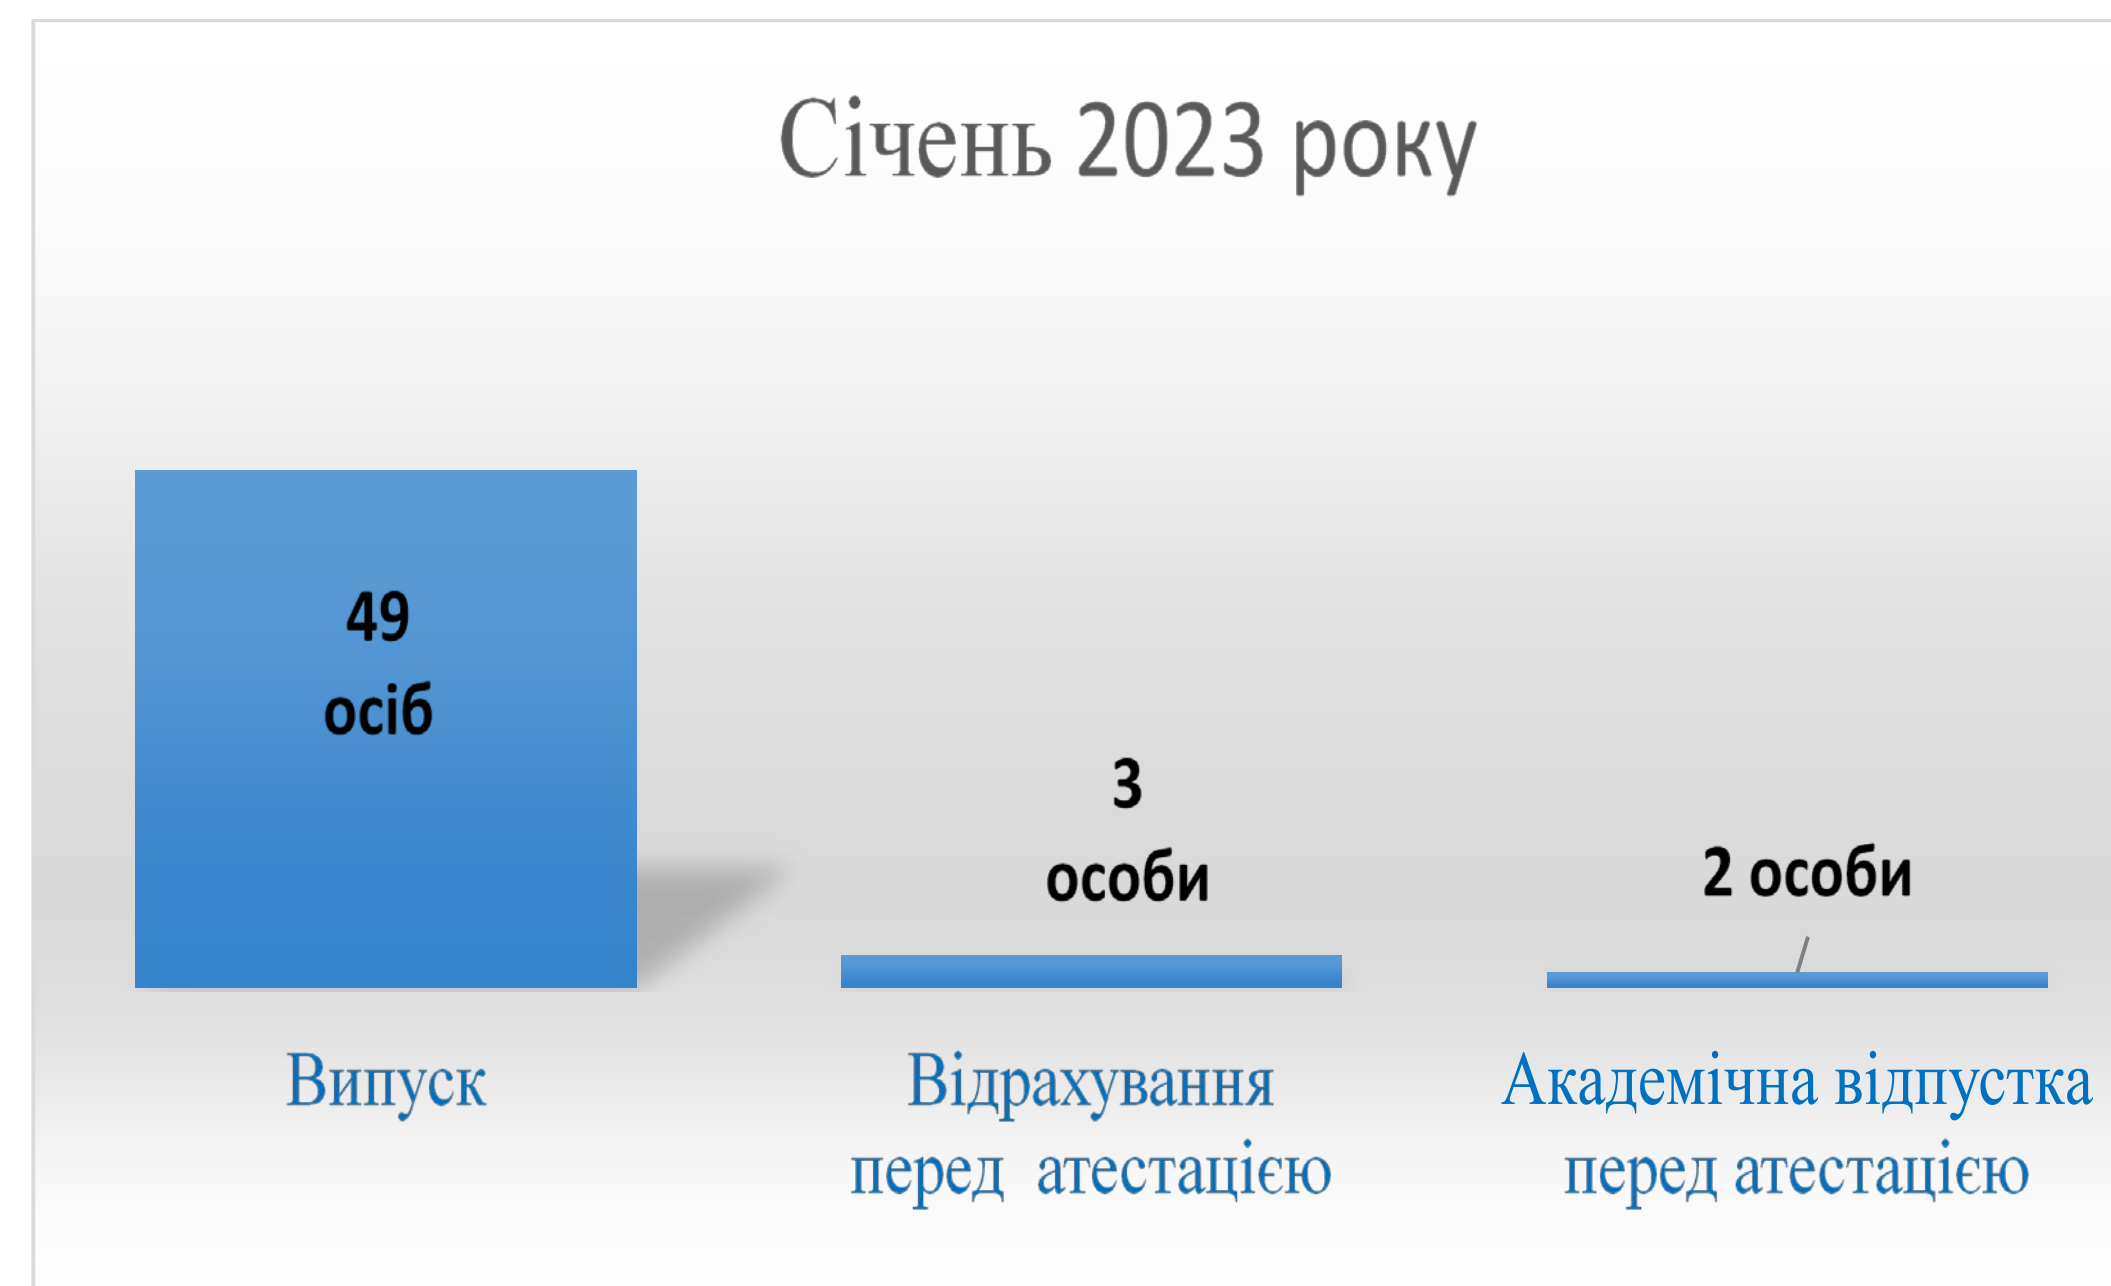 Січень 2023 року
49
осіб
3
особи
2 особи
Випуск
Відрахування
перед атестацією
Академічна відпустка
перед атестацією